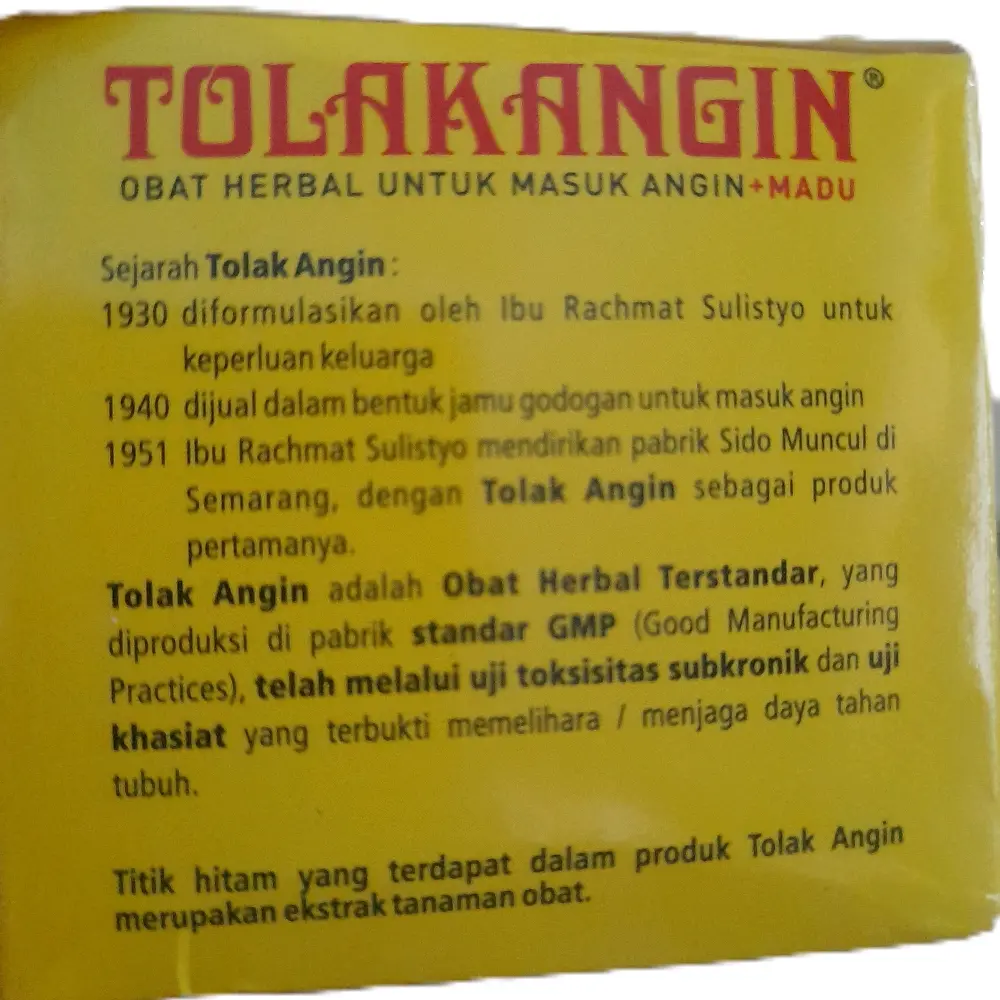 TOLAKANGIN®
OBAT HERBAL UNTUK MASUK ANGIN+MADU
Sejarah Tolak Angin :
1930 diformulasikan oleh Ibu Rachmat Sulistyo untuk
keperluan keluarga
1940 dijual dalam bentuk jamu godogan untuk masuk angin
1951 Ibu Rachmat Sulistyo mendirikan pabrik Sido Muncul di
Semarang, dengan Tolak Angin sebagai produk
pertamanya.
Tolak Angin adalah Obat Herbal Terstandar, yang
diproduksi di pabrik standar GMP (Good Manufacturing
Practices), telah melalui uji toksisitas subkronik dan uji
khasiat yang terbukti memelihara / menjaga daya tahan
tubuh.
Titik hitam yang terdapat dalam produk Tolak Angin
merupakan ekstrak tanaman obat.